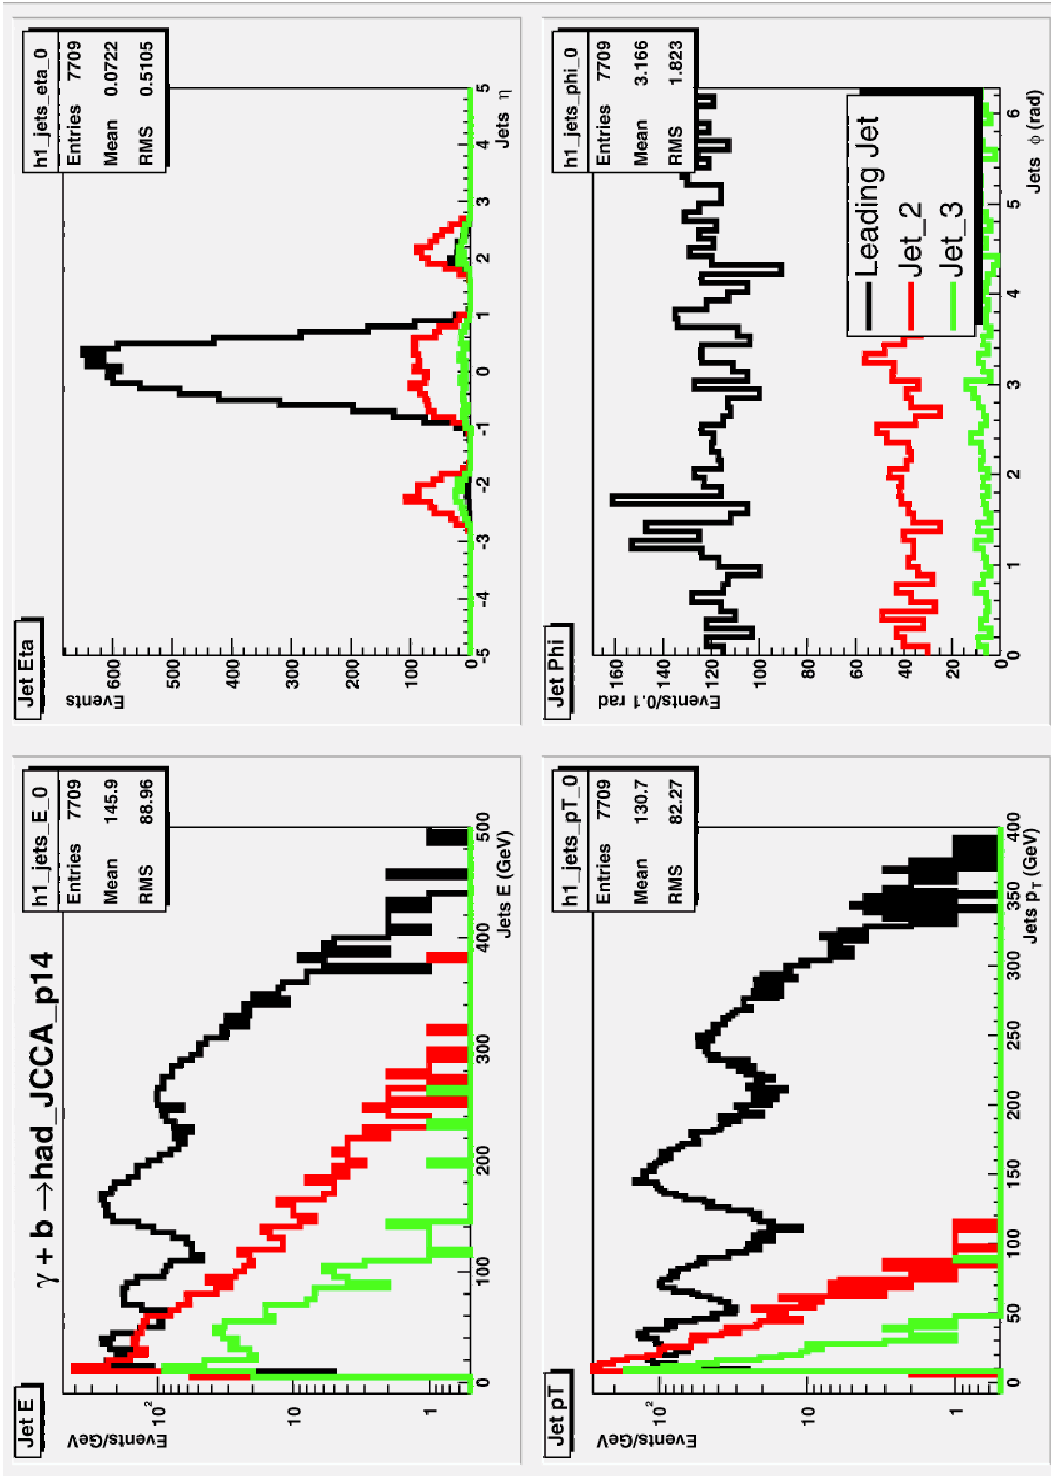 γ + b → had_JCCA_p14
Jet E
h1_jets_E_0
Entries 7709
Mean 145.9
RMS 88.96
Events/GeV
10²
10
1
0 100 200 300 400 500
Jets E (GeV)
Jet Eta
h1_jets_eta_0
Entries 7709
Mean 0.0722
RMS 0.5105
Events
600
500
400
300
200
100
0
-5 -4 -3 -2 -1 0 1 2 3 4 5
Jets η
Jet pT
h1_jets_pT_0
Entries 7709
Mean 130.7
RMS 82.27
Events/GeV
10²
10
1
0 50 100 150 200 250 300 350 400
Jets p_T (GeV)
Jet Phi
h1_jets_phi_0
Entries 7709
Mean 3.166
RMS 1.823
Events/0.1 rad
160
140
120
100
80
60
40
20
0
0 1 2 3 4 5 6
Jets ϕ (rad)
Leading Jet
Jet_2
Jet_3